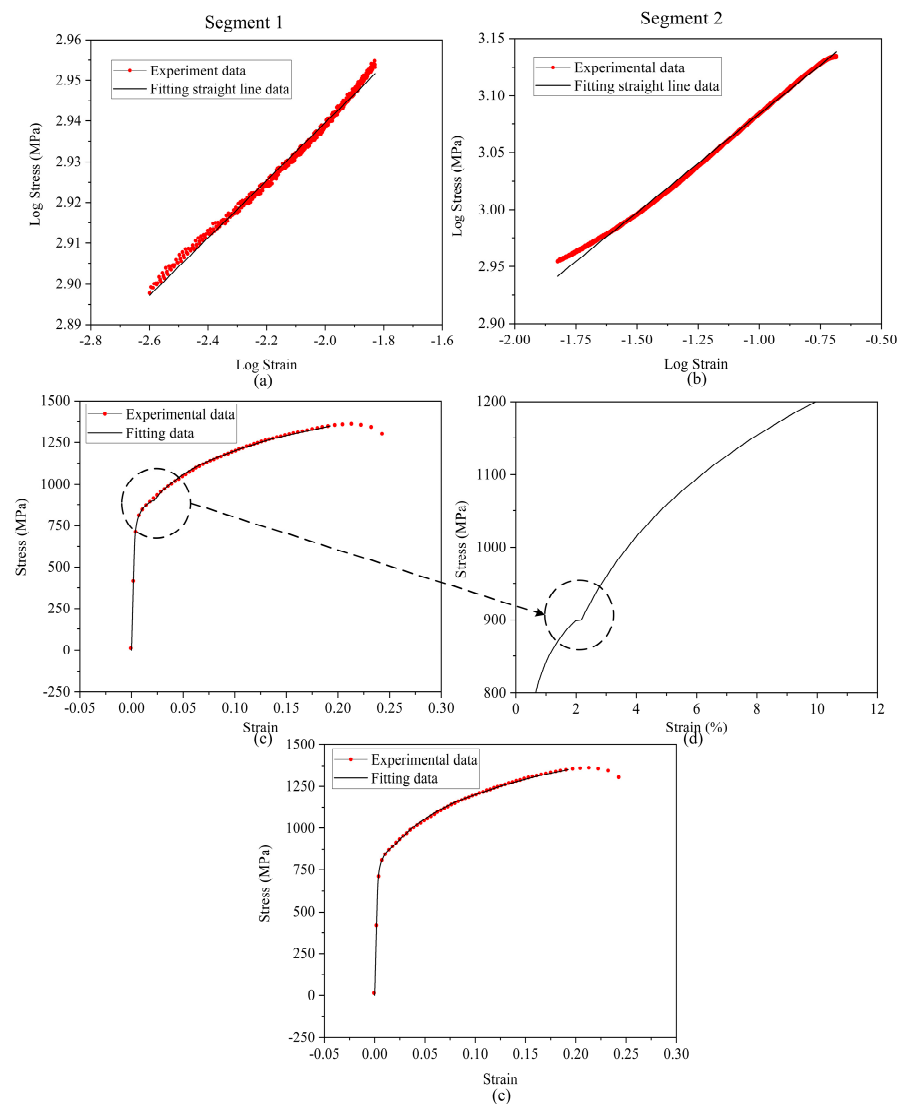 Segment 1
Segment 2
2.96
2.95
2.94
2.93
2.92
2.91
2.90
2.89
Log Stress (MPa)
Experiment data
Fitting straight line data
-2.8
-2.6
-2.4
-2.2
-2.0
-1.8
-1.6
Log Strain
(a)
3.15
3.10
3.05
3.00
2.95
2.90
Log Stress (MPa)
Experimental data
Fitting straight line data
-2.00
-1.75
-1.50
-1.25
-1.00
-0.75
-0.50
Log Strain
(b)
1500
1250
1000
750
500
250
0
-250
Stress (MPa)
Experimental data
Fitting data
-0.05
0.00
0.05
0.10
0.15
0.20
0.25
0.30
Strain
(c)
1200
1100
1000
900
800
Stress (MPa)
0
2
4
6
8
10
12
Strain (%)
(d)
1500
1250
1000
750
500
250
0
-250
Stress (MPa)
Experimental data
Fitting data
-0.05
0.00
0.05
0.10
0.15
0.20
0.25
0.30
Strain
(c)